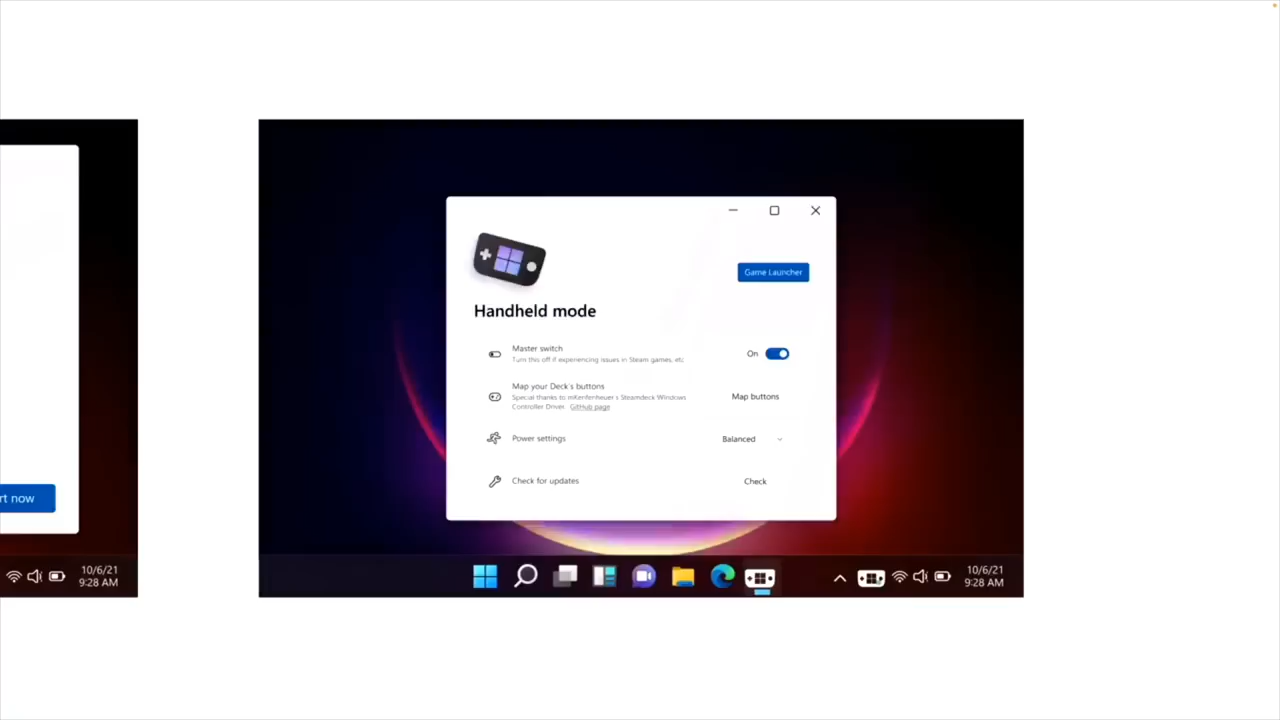 Game Launcher
Handheld mode
Master switch
Turn this off if experiencing issues in Steam games, etc
On
Map your Deck's buttons
Special thanks to mKenfenheuer's Steamdeck Windows
Controller Driver. GitHub page
Map buttons
Power settings
Balanced
Check for updates
Check
rt now
10/6/21
9:28 AM
10/6/21
9:28 AM